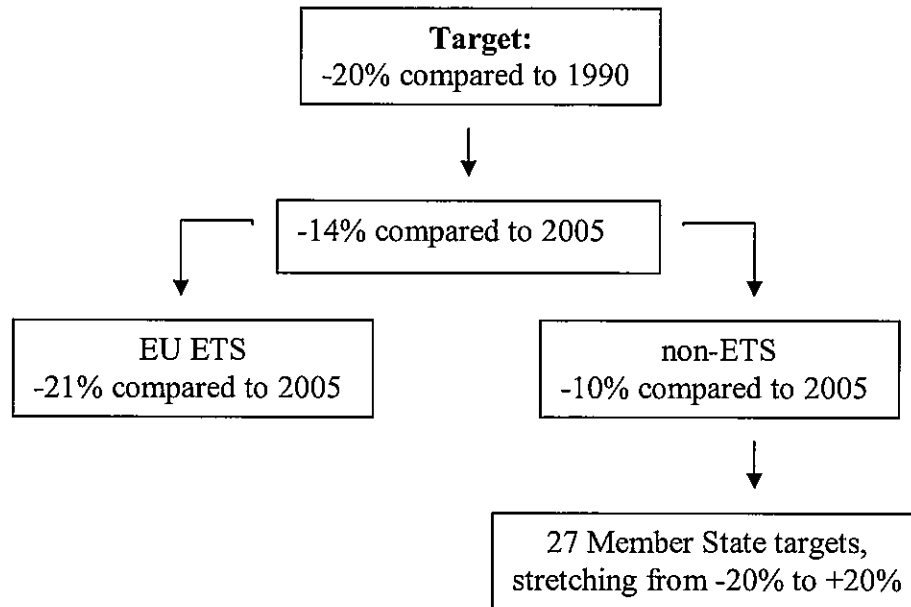 Target:
-20% compared to 1990
-14% compared to 2005
EU ETS
-21% compared to 2005
non-ETS
-10% compared to 2005
27 Member State targets,
stretching from -20% to +20%